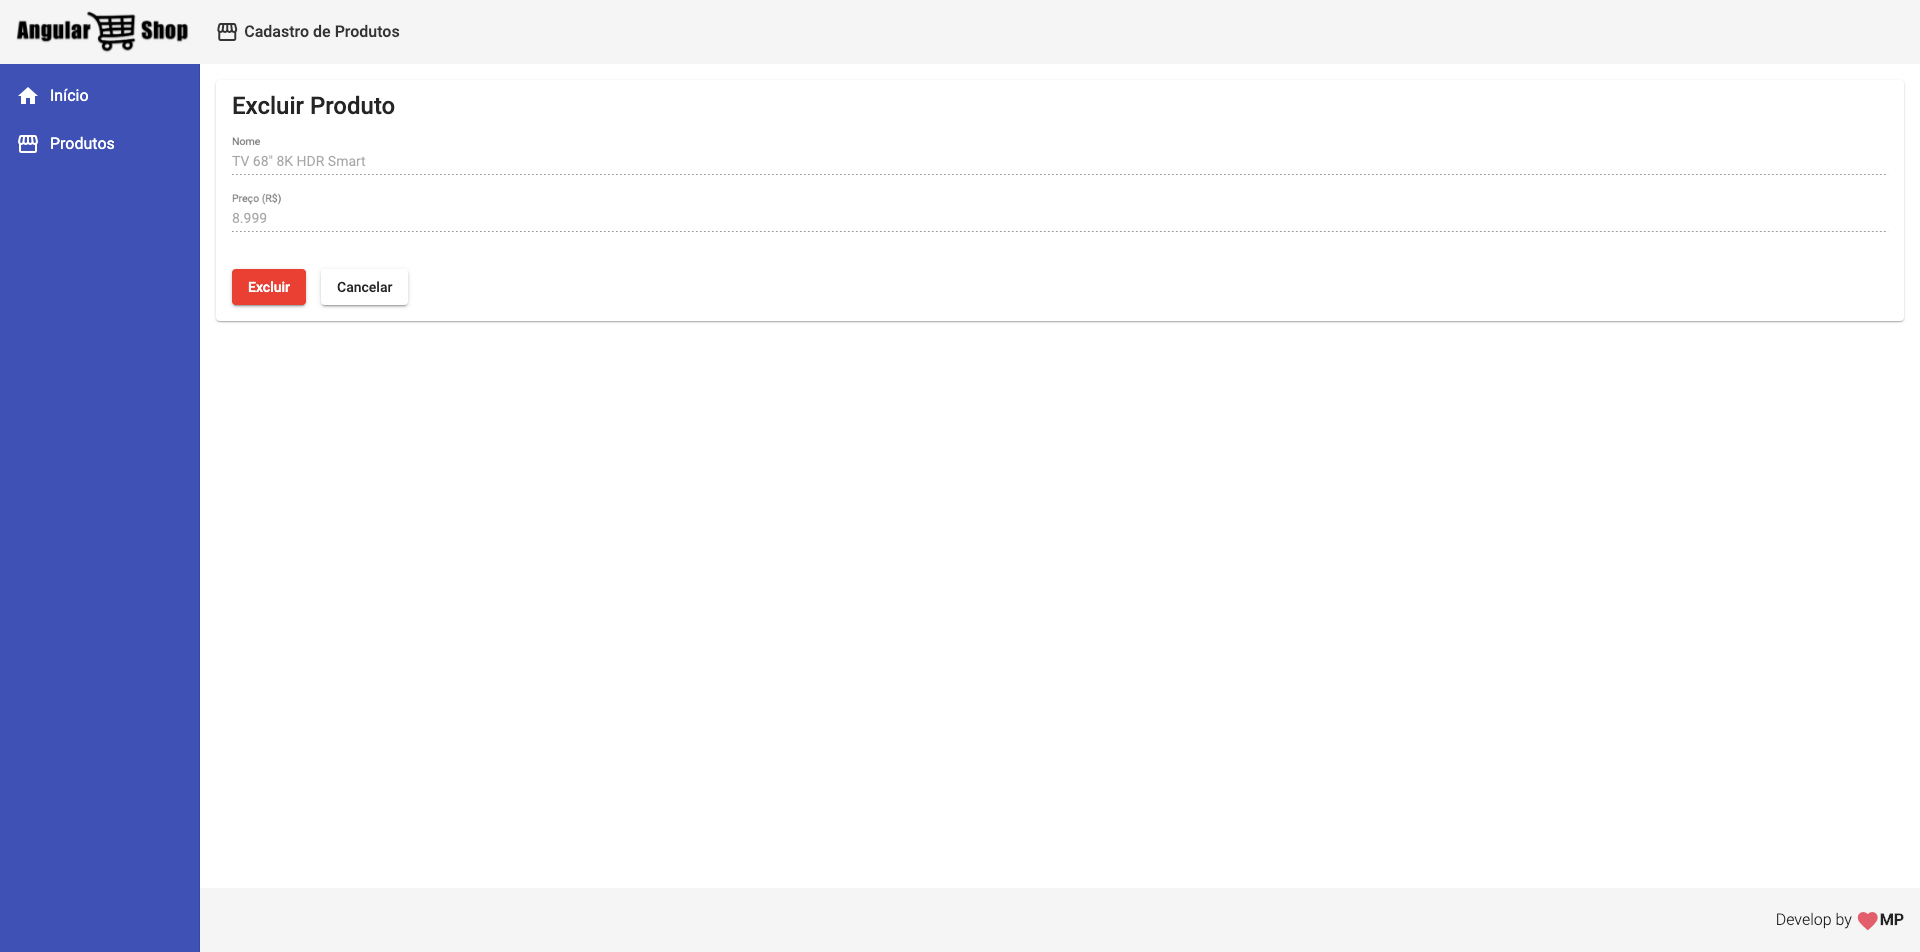 Angular Shop
Cadastro de Produtos
Início
Produtos
Excluir Produto
Nome
TV 68" 8K HDR Smart
Preço (R$)
8.999
Excluir
Cancelar
Develop by MP